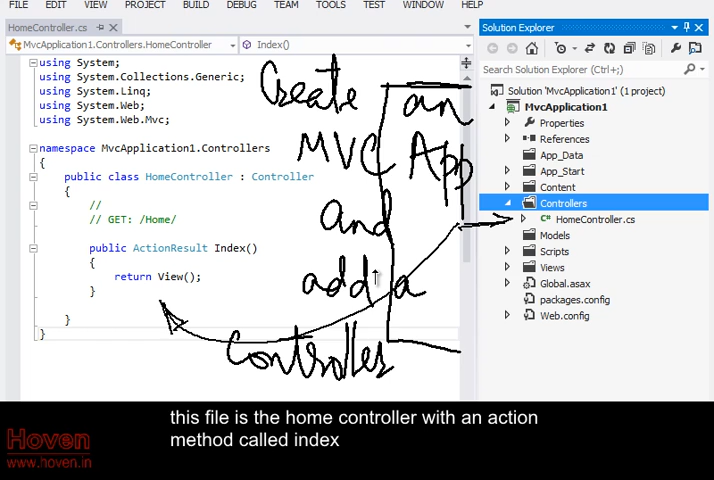 FILE EDIT VIEW PROJECT BUILD DEBUG TEAM TOOLS TEST WINDOW HELP
HomeController.cs
MvcApplication1.Controllers.HomeController
Index()
using System;
using System.Collections.Generic;
using System.Linq;
using System.Web;
using System.Web.Mvc;
namespace MvcApplication1.Controllers
{
public class HomeController : Controller
{
//
// GET: /Home/
public ActionResult Index()
{
return View();
}
}
}
Create an
MVC App
and
add a
Controller
Solution Explorer
Search Solution Explorer (Ctrl+;)
Solution 'MvcApplication1' (1 project)
MvcApplication1
Properties
References
App_Data
App_Start
Content
Controllers
C# HomeController.cs
Models
Scripts
Views
Global.asax
packages.config
Web.config
Hoven
www.hoven.in
this file is the home controller with an action
method called index